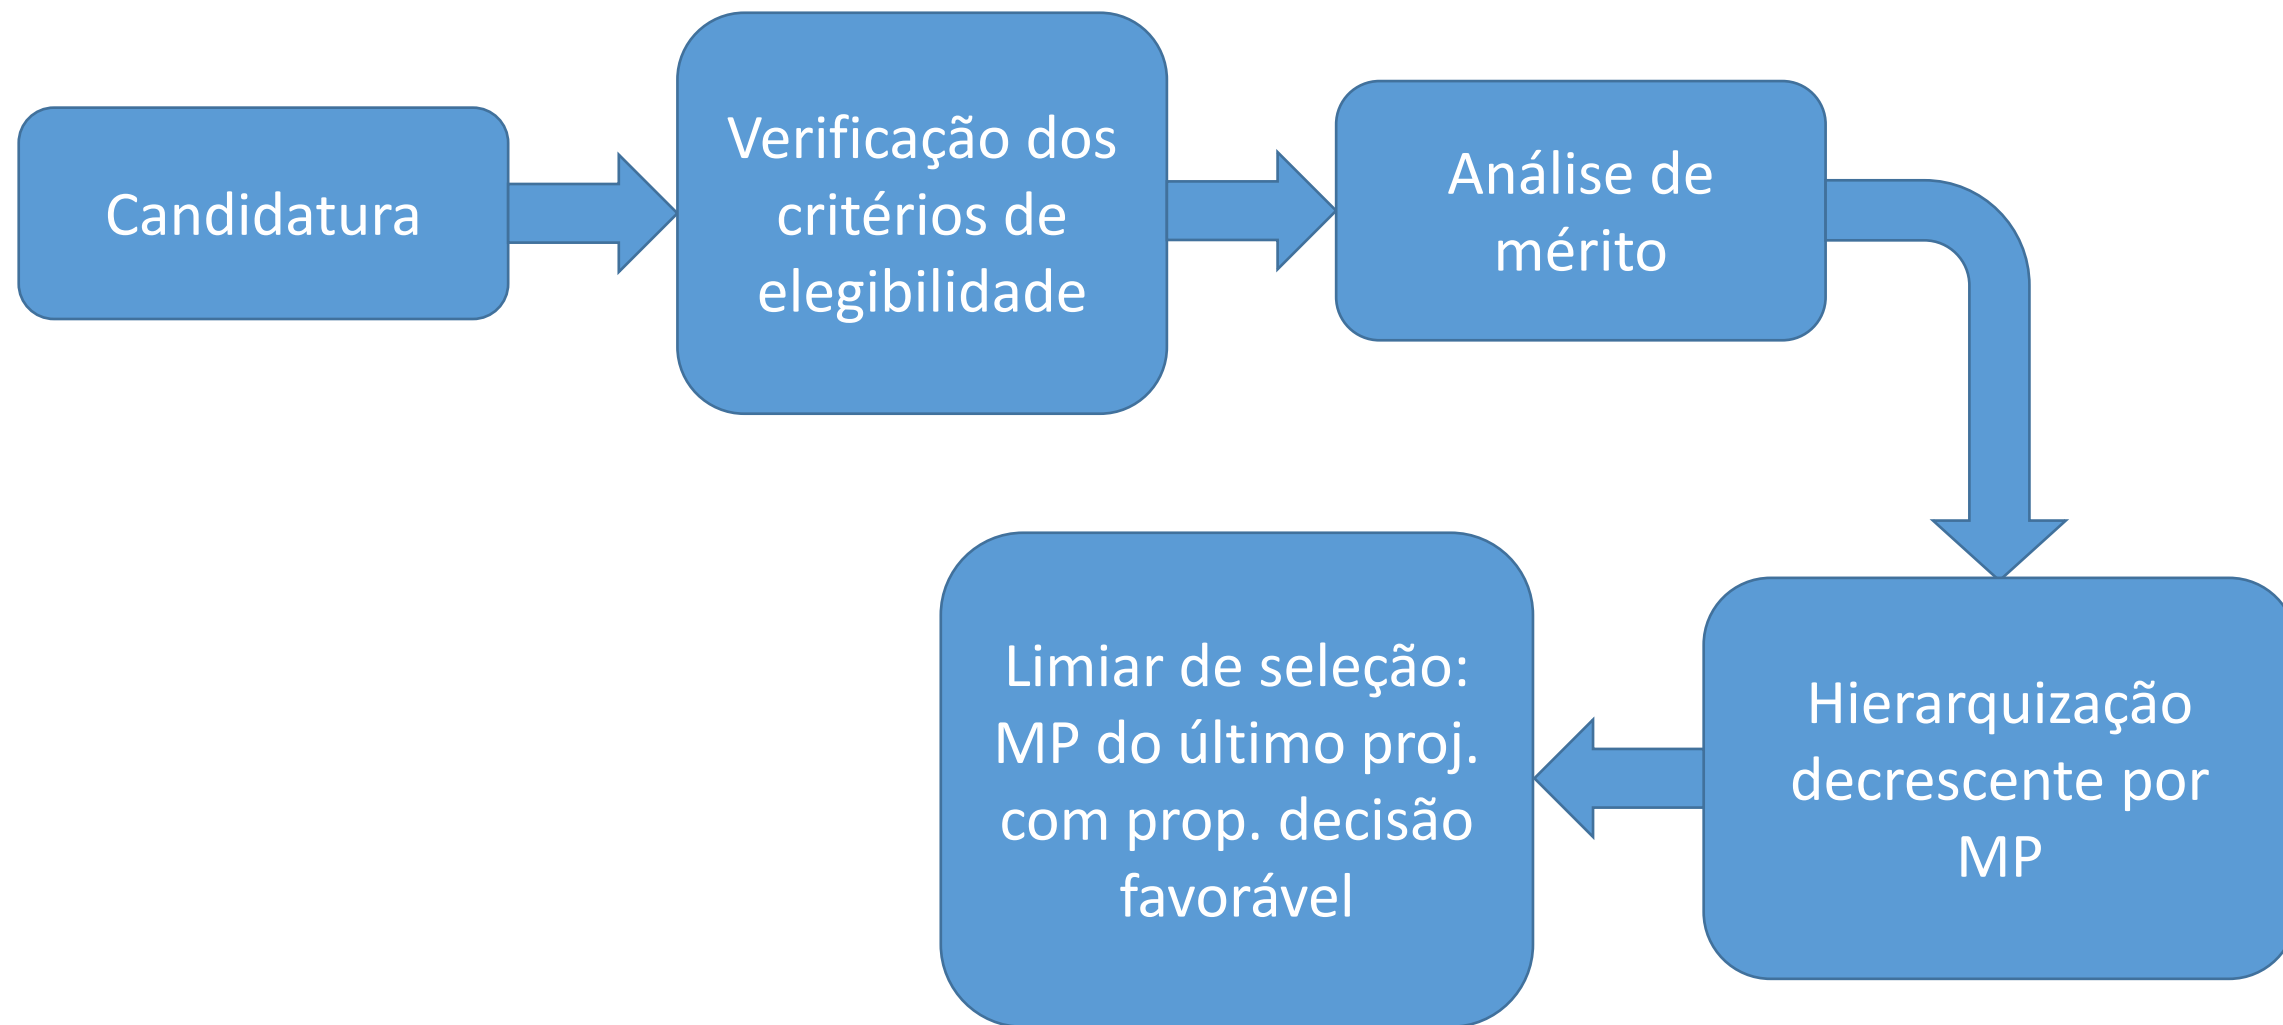 Candidatura
Verificação dos
critérios de
elegibilidade
Análise de
mérito
Hierarquização
decrescente por
MP
Limiar de seleção:
MP do último proj.
com prop. decisão
favorável